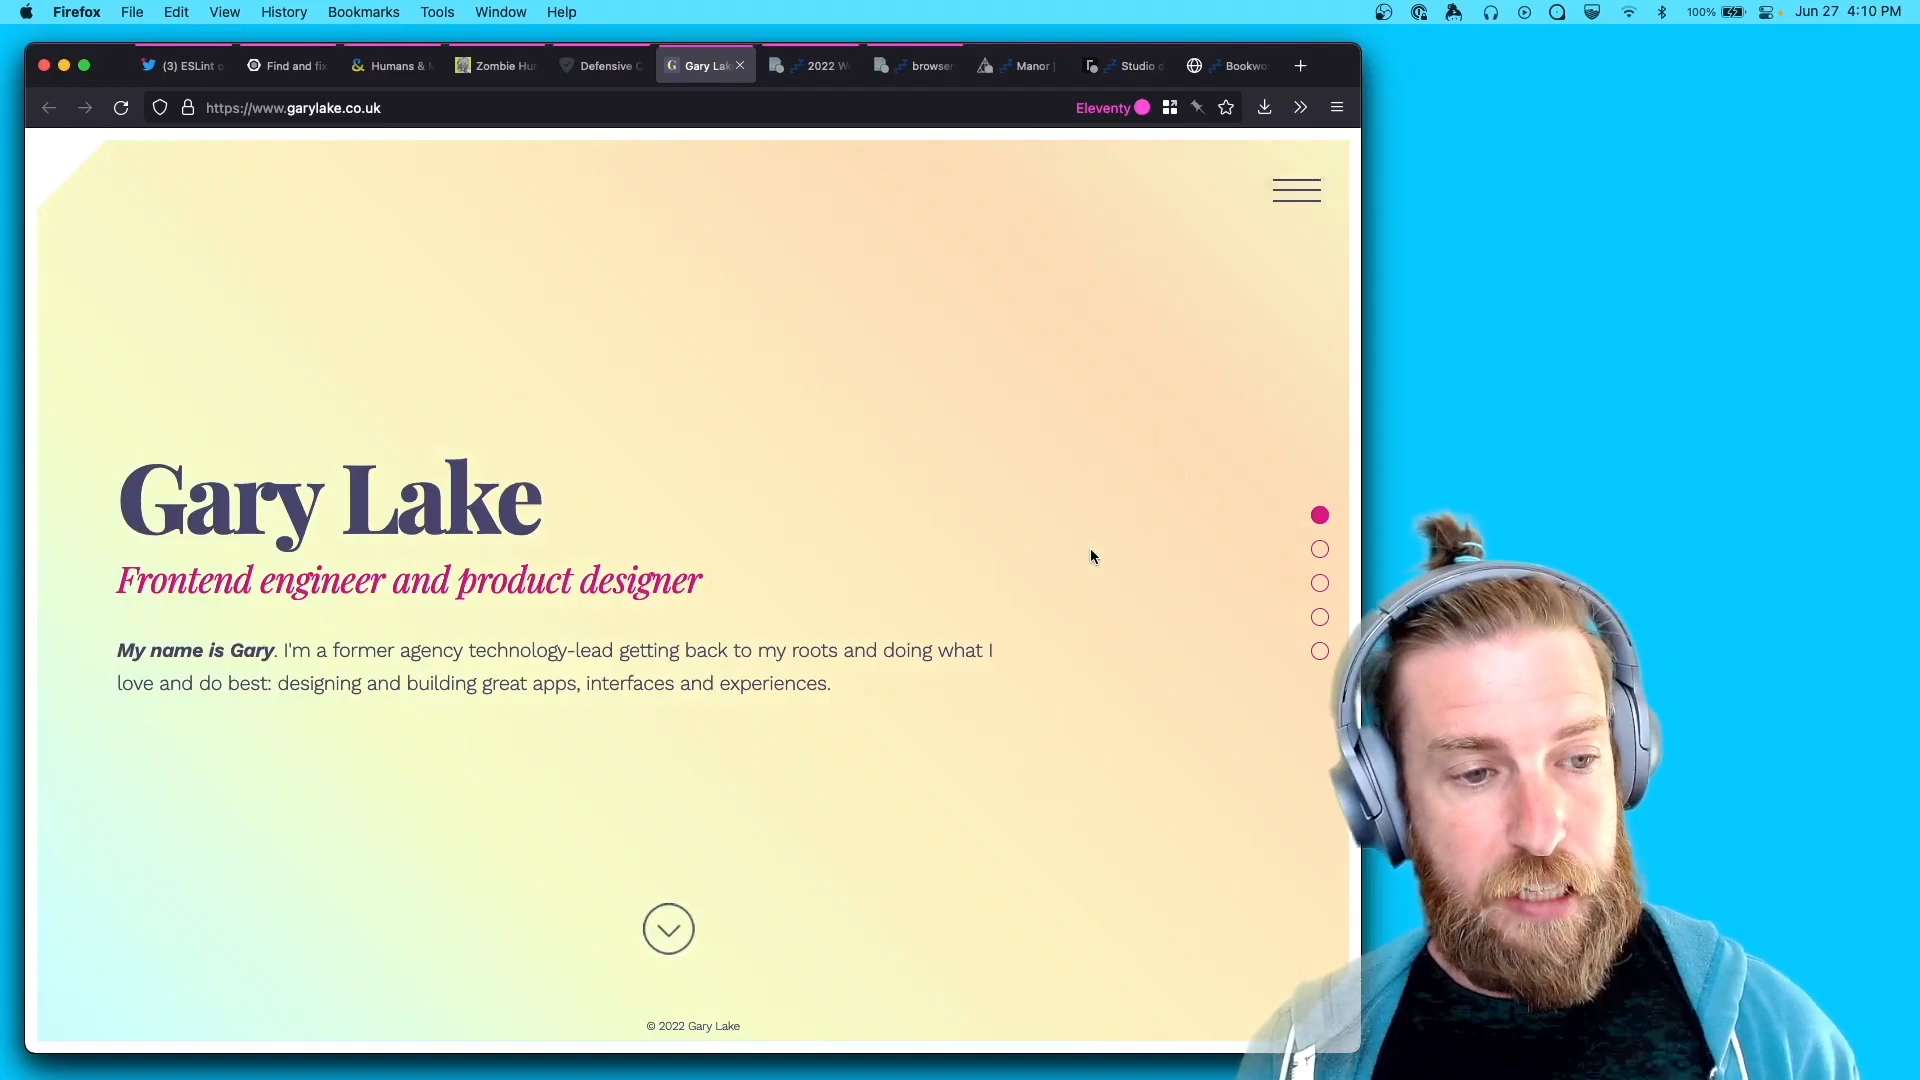 Firefox File Edit View History Bookmarks Tools Window Help 100% Jun 27 4:10 PM
(3) ESLint Find and fix Humans & Zombie Hu Defensive C Gary Lak 2022 W browser Manor | Studio Bookwo
https://www.garylake.co.uk Eleventy
Gary Lake
Frontend engineer and product designer
My name is Gary. I'm a former agency technology-lead getting back to my roots and doing what I
love and do best: designing and building great apps, interfaces and experiences.
© 2022 Gary Lake